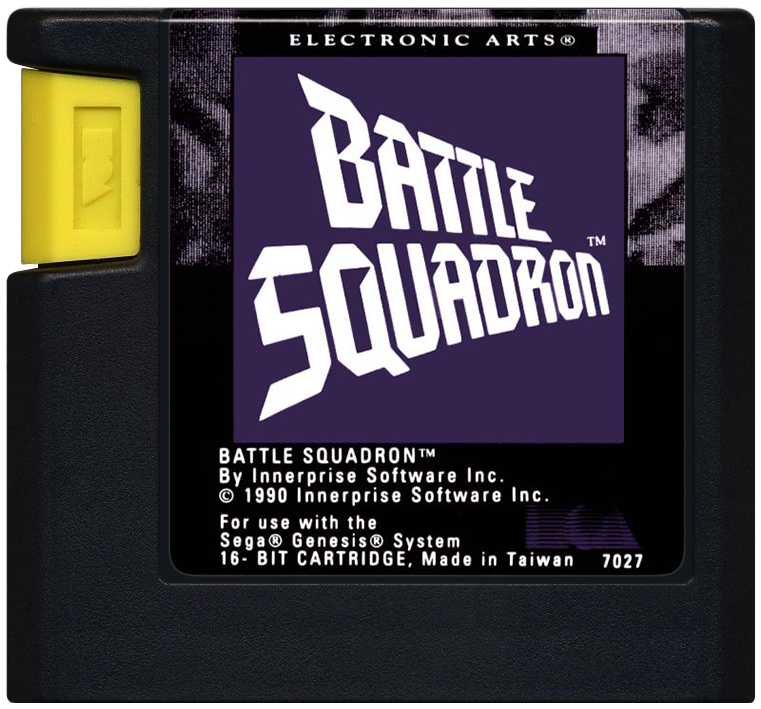 ELECTRONIC ARTS®
BATTLE
SQUADRON™
BATTLE SQUADRON™
By Innerprise Software Inc.
© 1990 Innerprise Software Inc.
For use with the
Sega® Genesis® System
16- BIT CARTRIDGE, Made in Taiwan 7027